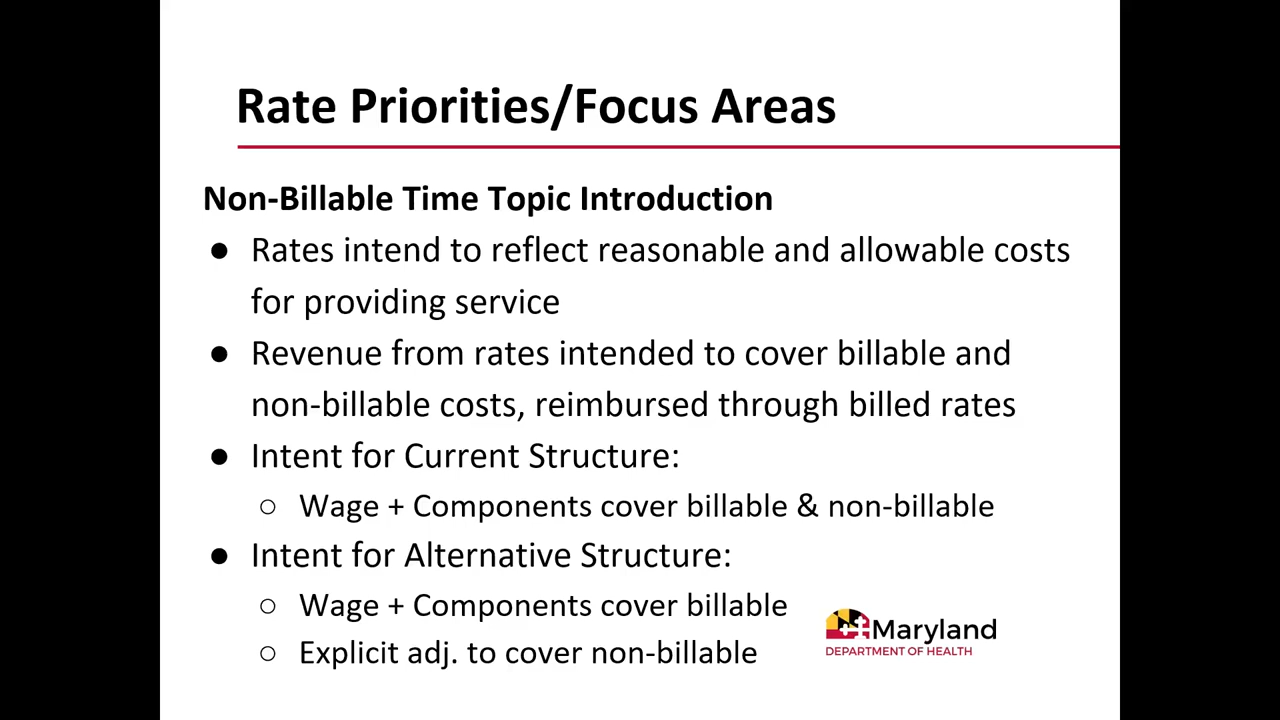 Rate Priorities/Focus Areas
Non-Billable Time Topic Introduction
● Rates intend to reflect reasonable and allowable costs
for providing service
● Revenue from rates intended to cover billable and
non-billable costs, reimbursed through billed rates
● Intent for Current Structure:
○ Wage + Components cover billable & non-billable
● Intent for Alternative Structure:
○ Wage + Components cover billable
○ Explicit adj. to cover non-billable
Maryland
DEPARTMENT OF HEALTH